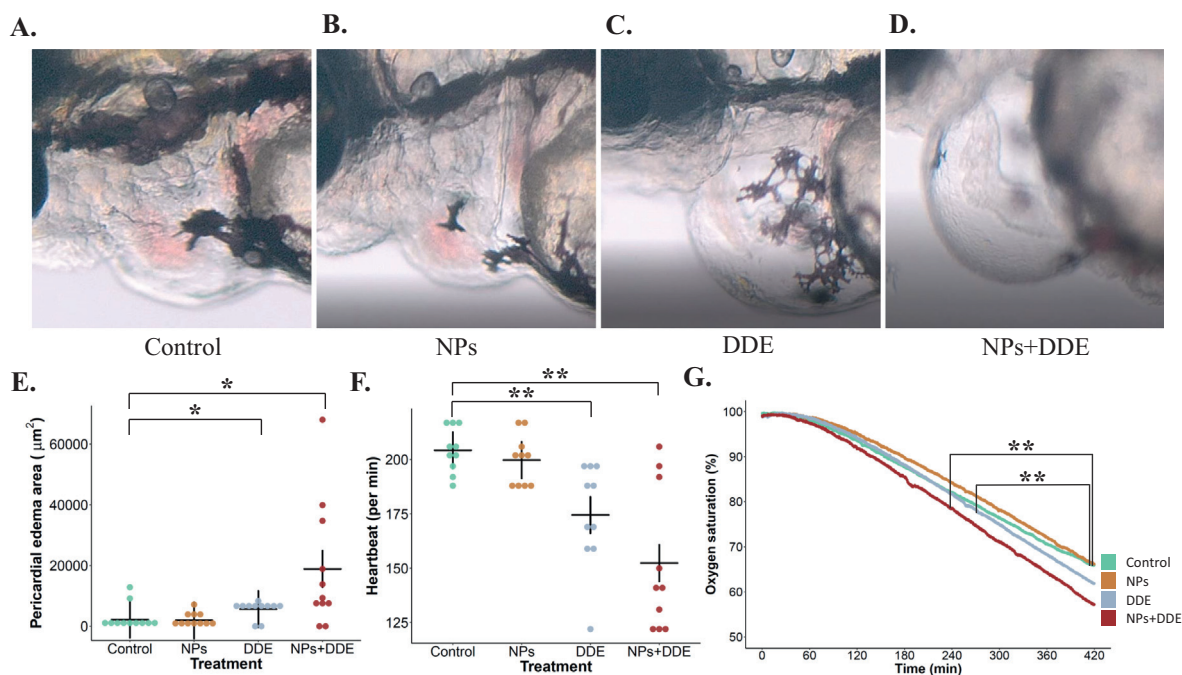 A.
B.
C.
D.
Control
NPs
DDE
NPs+DDE
E.
*
*
Pericardial edema area ( μm²)
60000
40000
20000
0
Control
NPs
DDE
NPs+DDE
Treatment
F.
**
**
Heartbeat (per min)
200
175
150
125
Control
NPs
DDE
NPs+DDE
Treatment
G.
**
**
Oxygen saturation (%)
100
90
80
70
60
50
0
60
120
180
240
300
360
420
Time (min)
Control
NPs
DDE
NPs+DDE